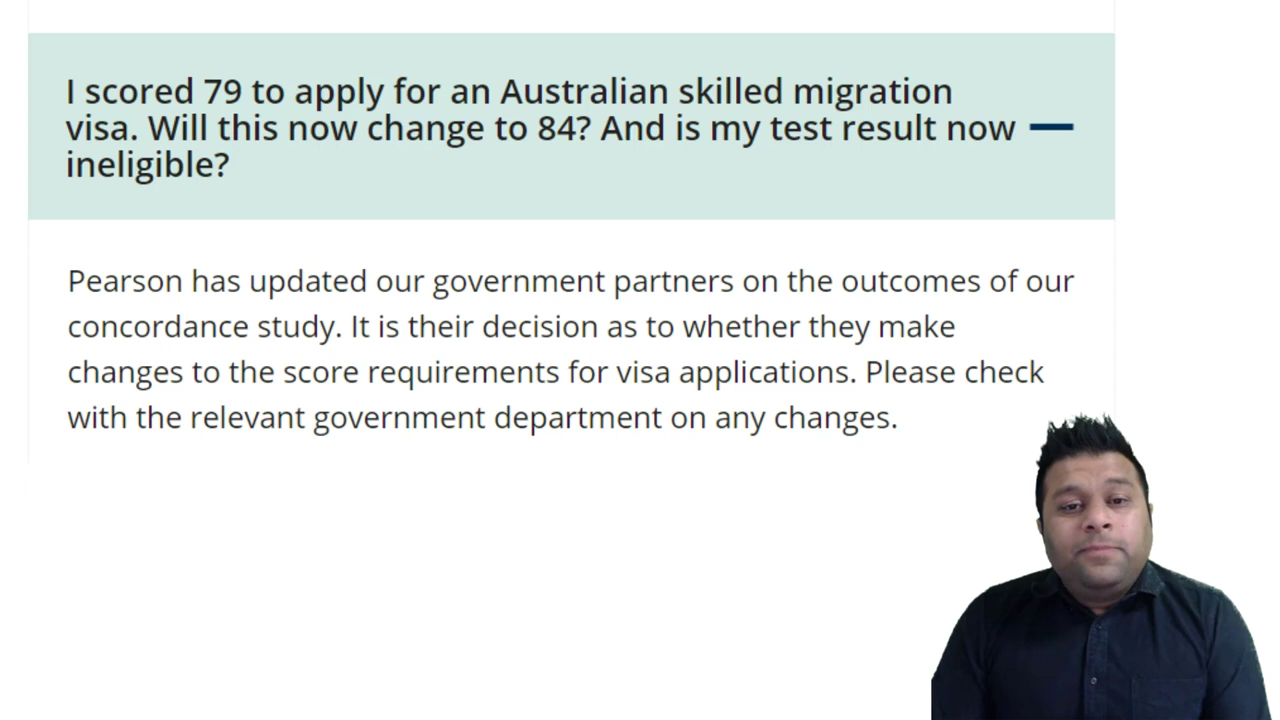 I scored 79 to apply for an Australian skilled migration
visa. Will this now change to 84? And is my test result now
ineligible?
Pearson has updated our government partners on the outcomes of our
concordance study. It is their decision as to whether they make
changes to the score requirements for visa applications. Please check
with the relevant government department on any changes.